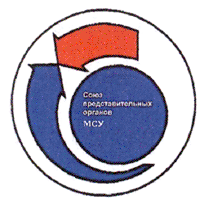 Союз
представительных
органов
МСУ